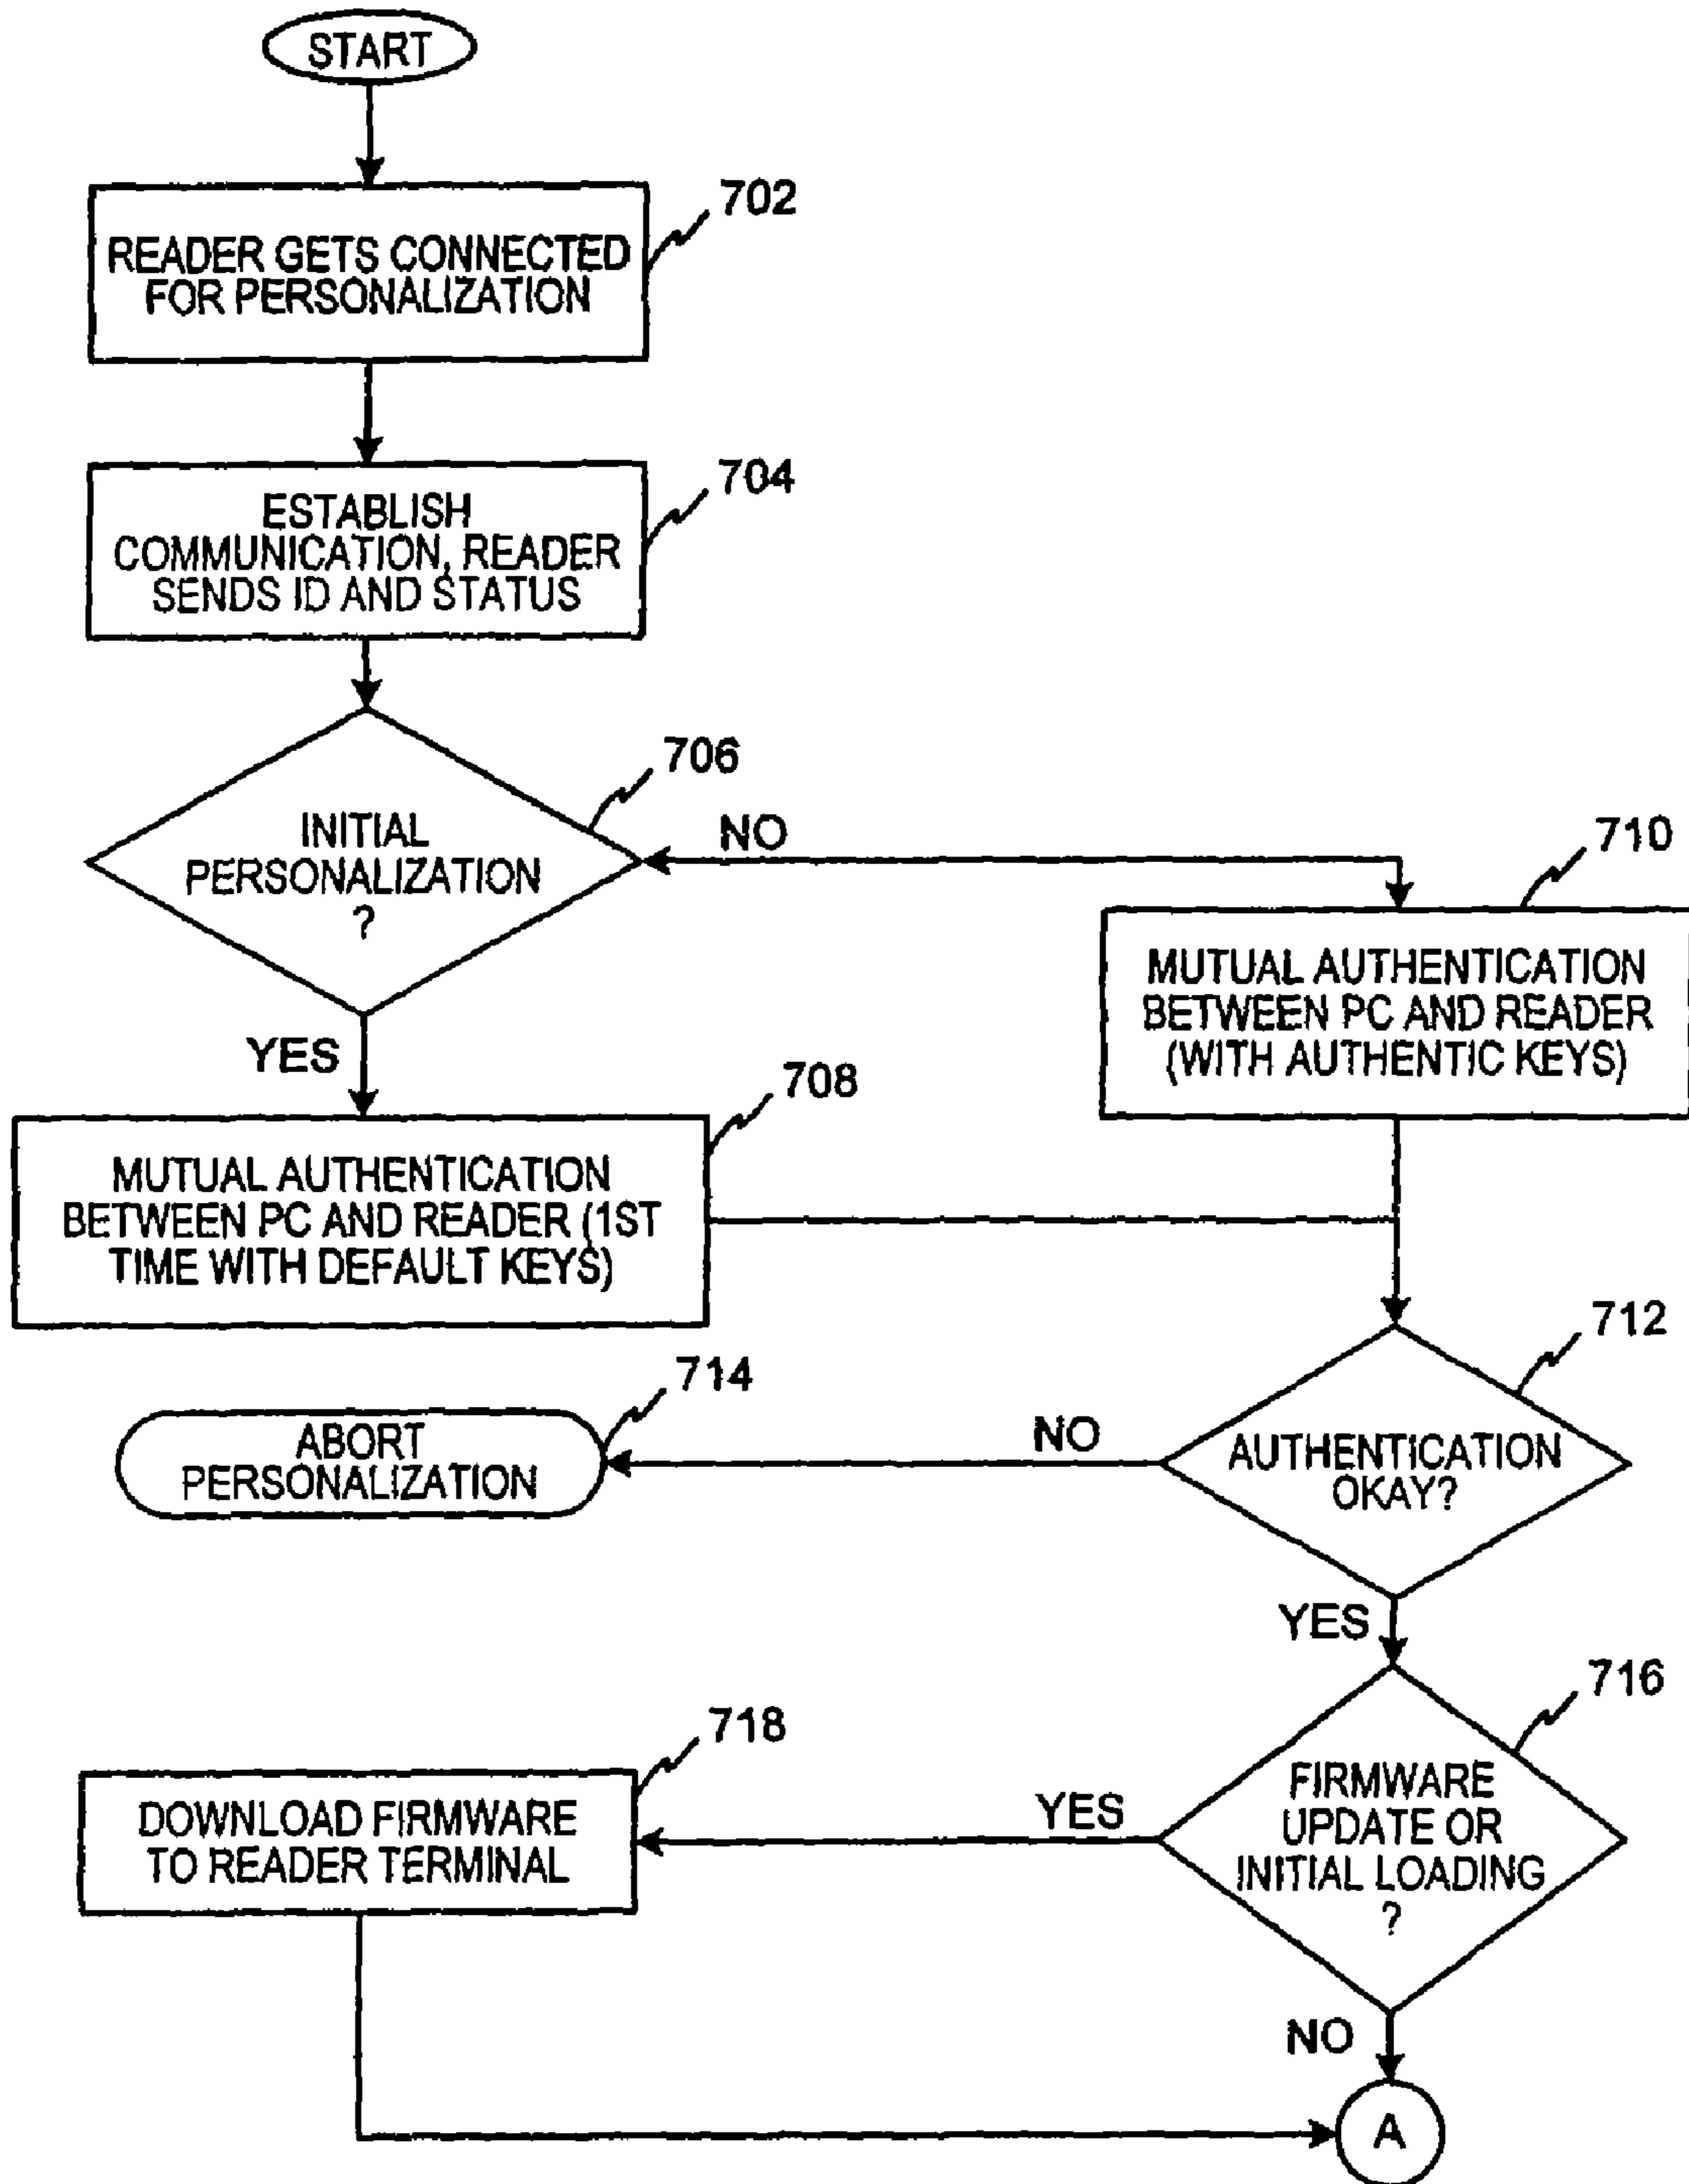 START
702
READER GETS CONNECTED
FOR PERSONALIZATION
704
ESTABLISH
COMMUNICATION, READER
SENDS ID AND STATUS
706
INITIAL
PERSONALIZATION
?
NO
710
MUTUAL AUTHENTICATION
BETWEEN PC AND READER
(WITH AUTHENTIC KEYS)
YES
708
MUTUAL AUTHENTICATION
BETWEEN PC AND READER (1ST
TIME WITH DEFAULT KEYS)
712
AUTHENTICATION
OKAY?
NO
714
ABORT
PERSONALIZATION
YES
716
FIRMWARE
UPDATE OR
INITIAL LOADING
?
YES
718
DOWNLOAD FIRMWARE
TO READER TERMINAL
NO
A